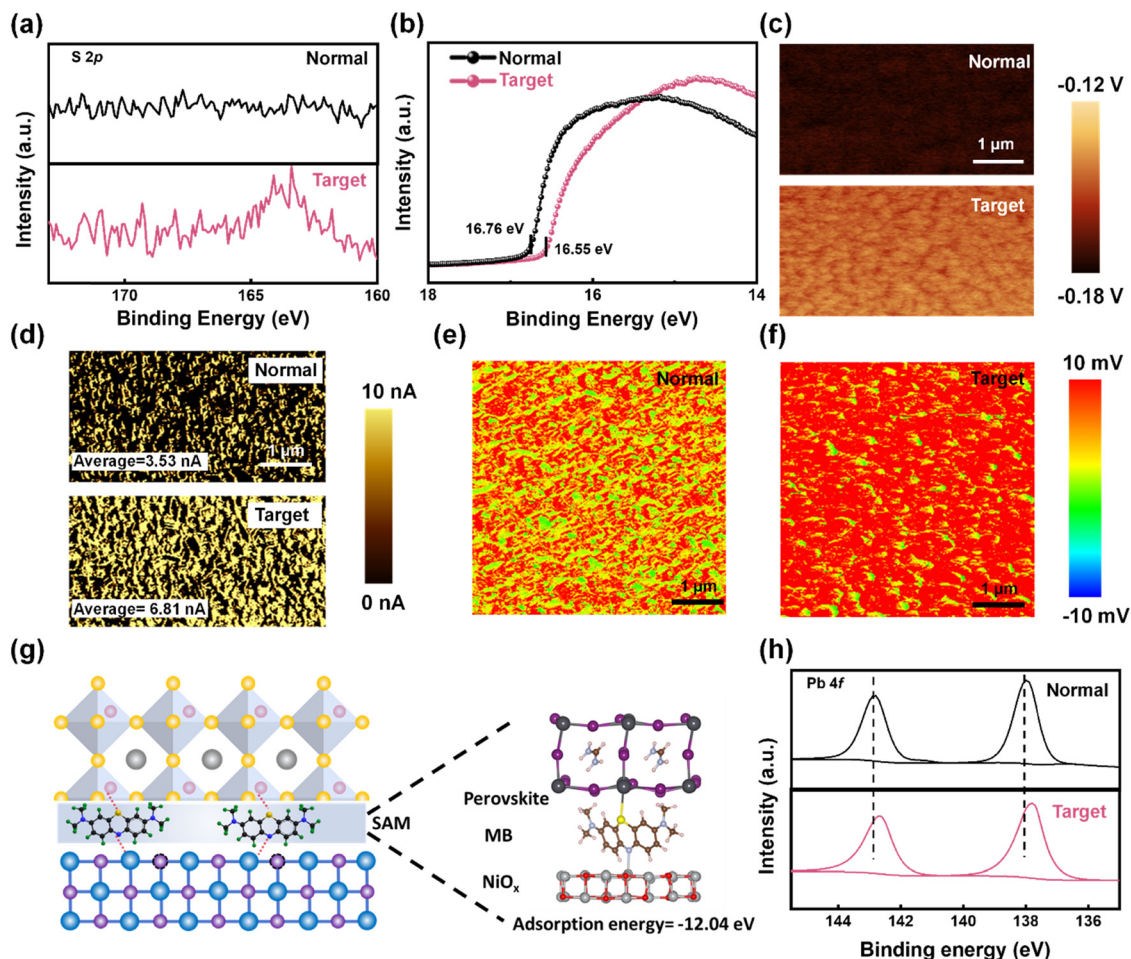 (a)
S 2p
Normal
Target
Intensity (a.u.)
170
165
160
Binding Energy (eV)
(b)
Normal
Target
16.76 eV
16.55 eV
Intensity (a.u.)
18
16
14
Binding Energy (eV)
(c)
Normal
1 µm
Target
-0.12 V
-0.18 V
(d)
Normal
1 µm
Average=3.53 nA
Target
Average= 6.81 nA
10 nA
0 nA
(e)
Normal
1 µm
(f)
Target
1 µm
10 mV
-10 mV
(g)
SAM
Perovskite
MB
NiOₓ
Adsorption energy= -12.04 eV
(h)
Pb 4f
Normal
Target
Intensity (a.u.)
144
142
140
138
136
Binding energy (eV)